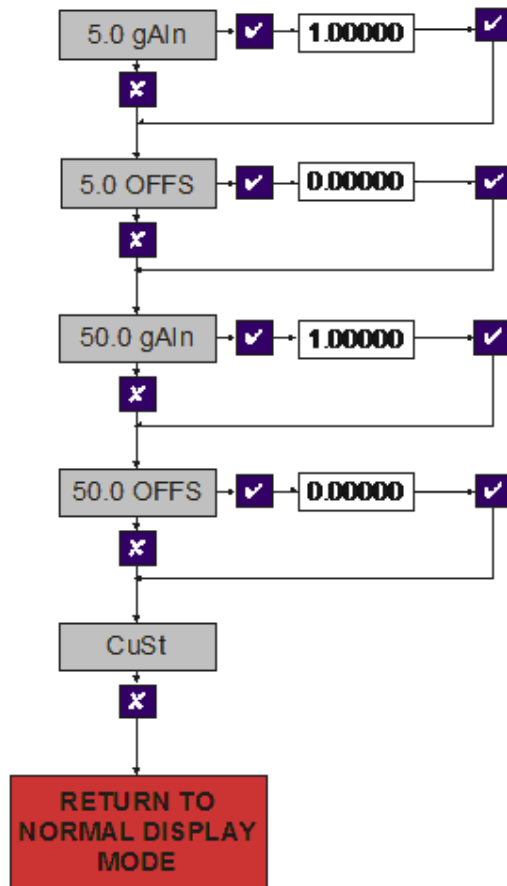 5.0 gAIn
1.00000
5.0 OFFS
0.00000
50.0 gAIn
1.00000
50.0 OFFS
0.00000
CuSt
RETURN TO
NORMAL DISPLAY
MODE